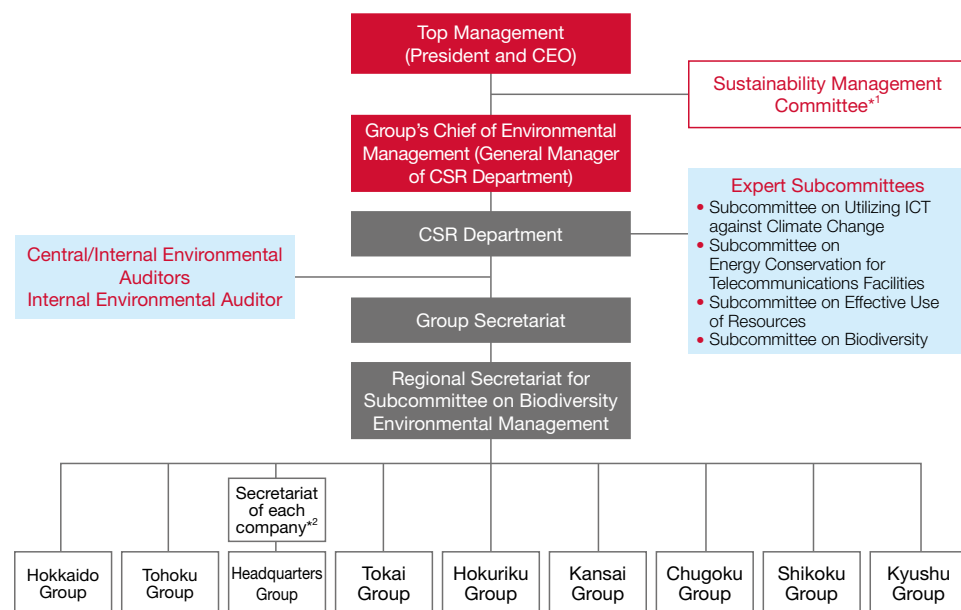 Top Management
(President and CEO)
Sustainability Management
Committee*1
Group's Chief of Environmental
Management (General Manager
of CSR Department)
Expert Subcommittees
• Subcommittee on Utilizing ICT
against Climate Change
• Subcommittee on
Energy Conservation for
Telecommunications Facilities
• Subcommittee on Effective Use
of Resources
• Subcommittee on Biodiversity
CSR Department
Central/Internal Environmental
Auditors
Internal Environmental Auditor
Group Secretariat
Regional Secretariat for
Subcommittee on Biodiversity
Environmental Management
Secretariat
of each
company*2
Hokkaido
Group
Tohoku
Group
Headquarters
Group
Tokai
Group
Hokuriku
Group
Kansai
Group
Chugoku
Group
Shikoku
Group
Kyushu
Group